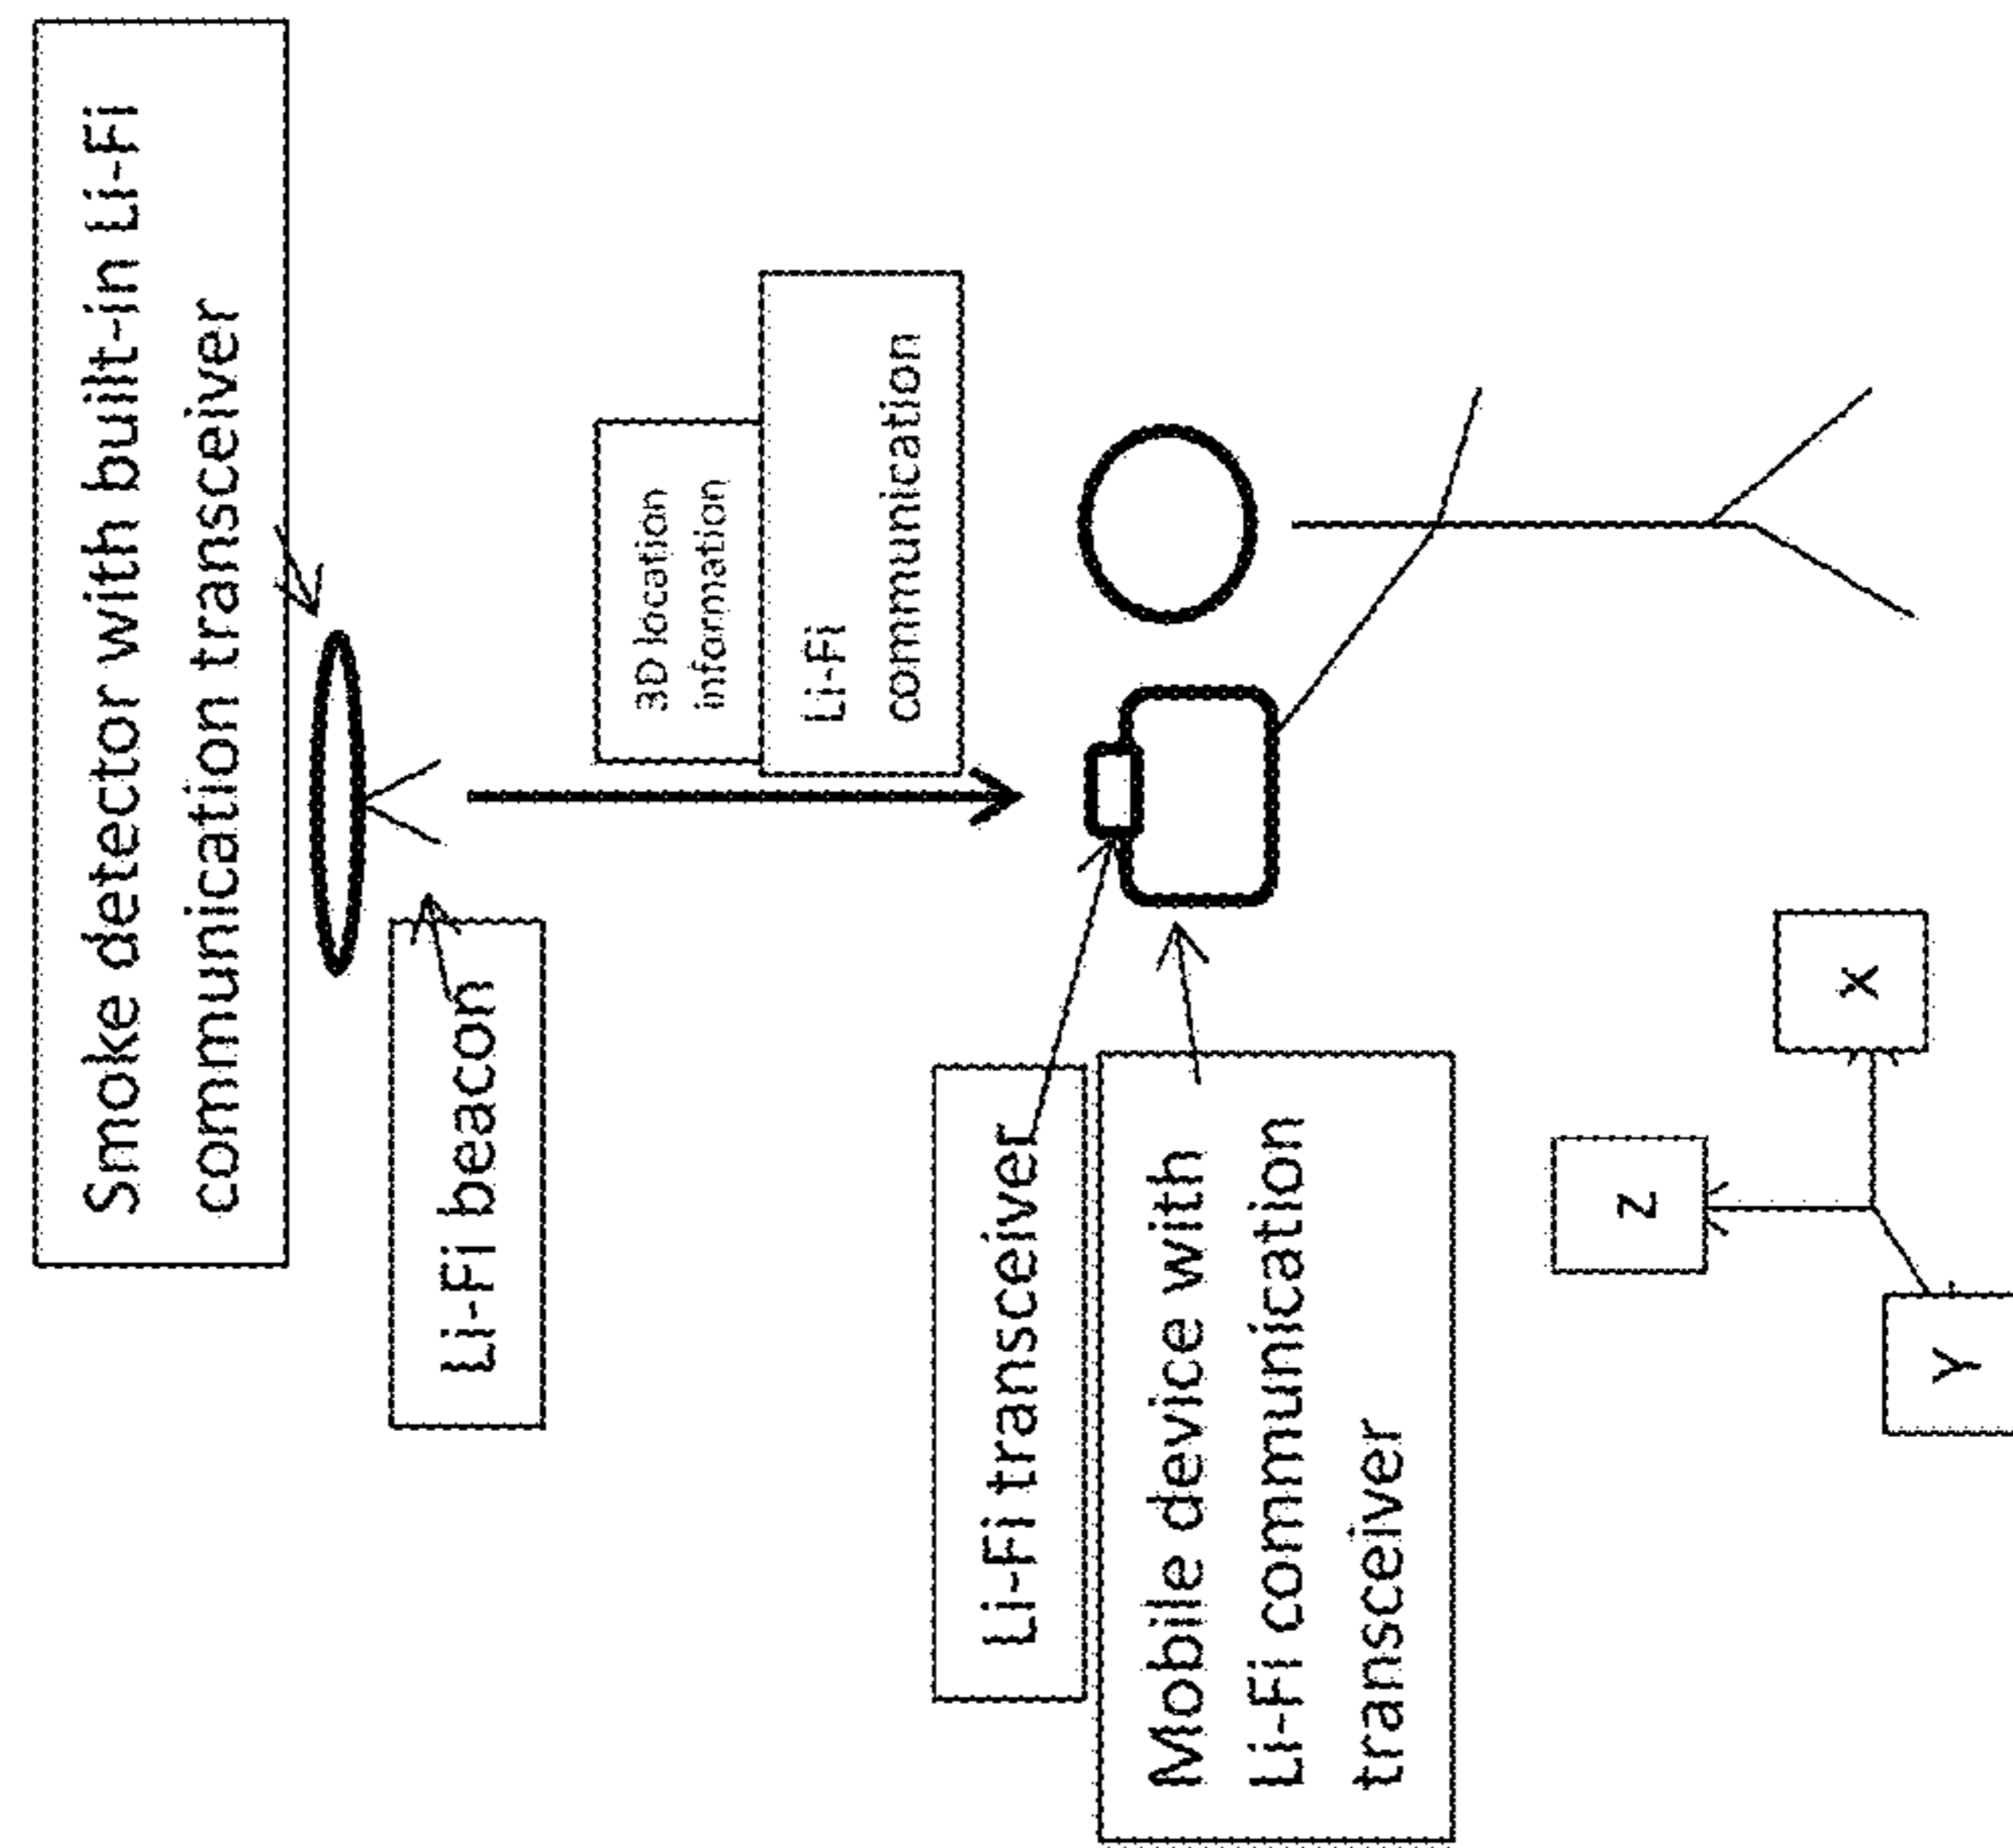 Smoke detector with built-in Li-Fi
communication transceiver
Li-Fi beacon
3D location
information
Li-Fi
communication
Li-Fi transceiver
Mobile device with
Li-Fi communication
transceiver
Z
X
Y